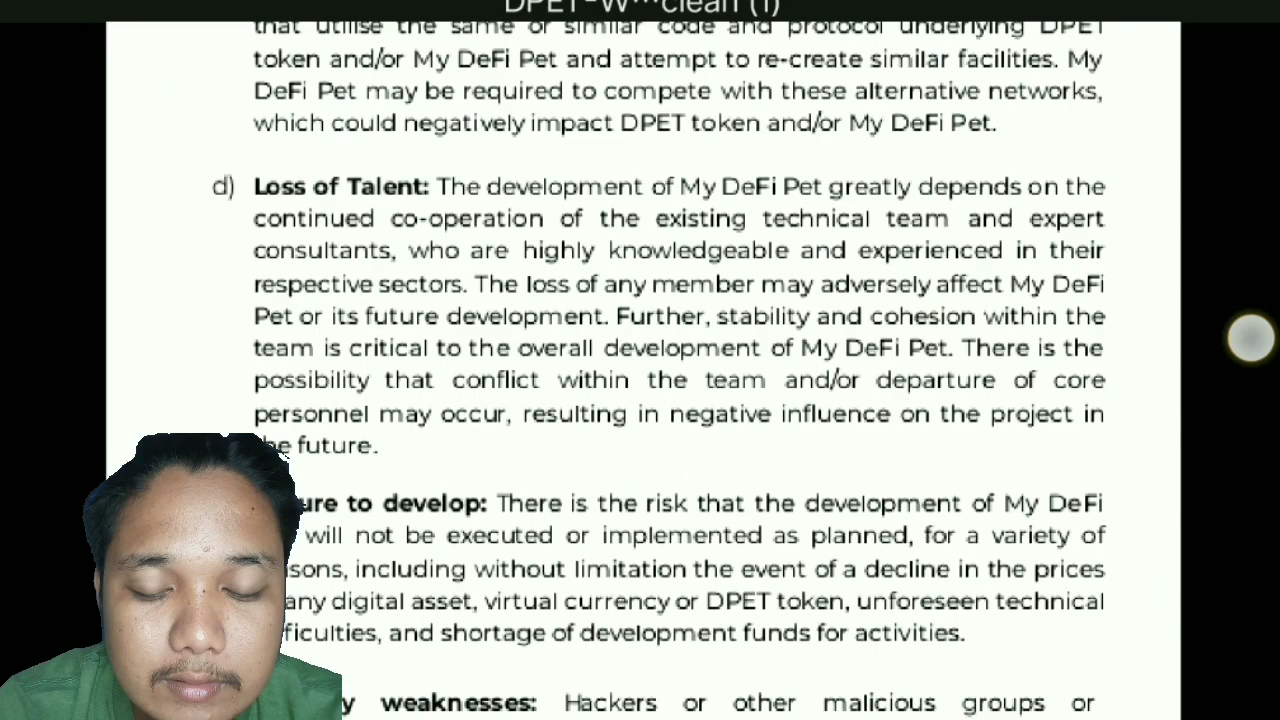 that utilise the same or similar code and protocol underlying DPET
token and/or My DeFi Pet and attempt to re-create similar facilities. My
DeFi Pet may be required to compete with these alternative networks,
which could negatively impact DPET token and/or My DeFi Pet.
d) Loss of Talent: The development of My DeFi Pet greatly depends on the
continued co-operation of the existing technical team and expert
consultants, who are highly knowledgeable and experienced in their
respective sectors. The loss of any member may adversely affect My DeFi
Pet or its future development. Further, stability and cohesion within the
team is critical to the overall development of My DeFi Pet. There is the
possibility that conflict within the team and/or departure of core
personnel may occur, resulting in negative influence on the project in
future.
to develop: There is the risk that the development of My DeFi
will not be executed or implemented as planned, for a variety of
including without limitation the event of a decline in the prices
any digital asset, virtual currency or DPET token, unforeseen technical
and shortage of development funds for activities.
weaknesses: Hackers or other malicious groups or